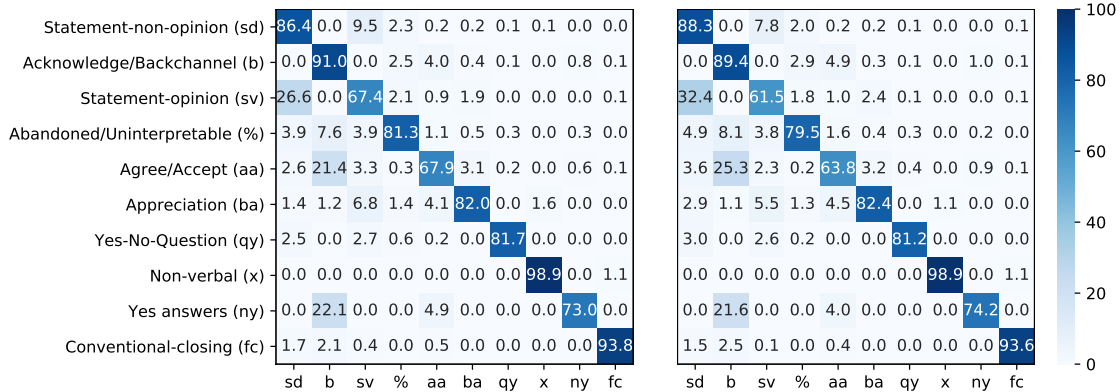 Statement-non-opinion (sd) 86.4 0.0 9.5 2.3 0.2 0.2 0.1 0.1 0.0 0.0 88.3 0.0 7.8 2.0 0.2 0.2 0.1 0.0 0.0 0.1 100
Acknowledge/Backchannel (b) 0.0 91.0 0.0 2.5 4.0 0.4 0.1 0.0 0.8 0.1 0.0 89.4 0.0 2.9 4.9 0.3 0.1 0.0 1.0 0.1
Statement-opinion (sv) 26.6 0.0 67.4 2.1 0.9 1.9 0.0 0.0 0.0 0.1 32.4 0.0 61.5 1.8 1.0 2.4 0.1 0.0 0.0 0.1 80
Abandoned/Uninterpretable (%) 3.9 7.6 3.9 81.3 1.1 0.5 0.3 0.0 0.3 0.0 4.9 8.1 3.8 79.5 1.6 0.4 0.3 0.0 0.2 0.0
60
Agree/Accept (aa) 2.6 21.4 3.3 0.3 67.9 3.1 0.2 0.0 0.6 0.1 3.6 25.3 2.3 0.2 63.8 3.2 0.4 0.0 0.9 0.1
Appreciation (ba) 1.4 1.2 6.8 1.4 4.1 82.0 0.0 1.6 0.0 0.0 2.9 1.1 5.5 1.3 4.5 82.4 0.0 1.1 0.0 0.0 40
Yes-No-Question (qy) 2.5 0.0 2.7 0.6 0.2 0.0 81.7 0.0 0.0 0.0 3.0 0.0 2.6 0.2 0.0 0.0 81.2 0.0 0.0 0.0
Non-verbal (x) 0.0 0.0 0.0 0.0 0.0 0.0 0.0 98.9 0.0 1.1 0.0 0.0 0.0 0.0 0.0 0.0 0.0 98.9 0.0 1.1 20
Yes answers (ny) 0.0 22.1 0.0 0.0 4.9 0.0 0.0 0.0 73.0 0.0 0.0 21.6 0.0 0.0 4.0 0.0 0.0 0.0 74.2 0.0
Conventional-closing (fc) 1.7 2.1 0.4 0.0 0.5 0.0 0.0 0.0 0.0 93.8 1.5 2.5 0.1 0.0 0.4 0.0 0.0 0.0 0.0 93.6
0
sd b sv % aa ba qy x ny fc sd b sv % aa ba qy x ny fc